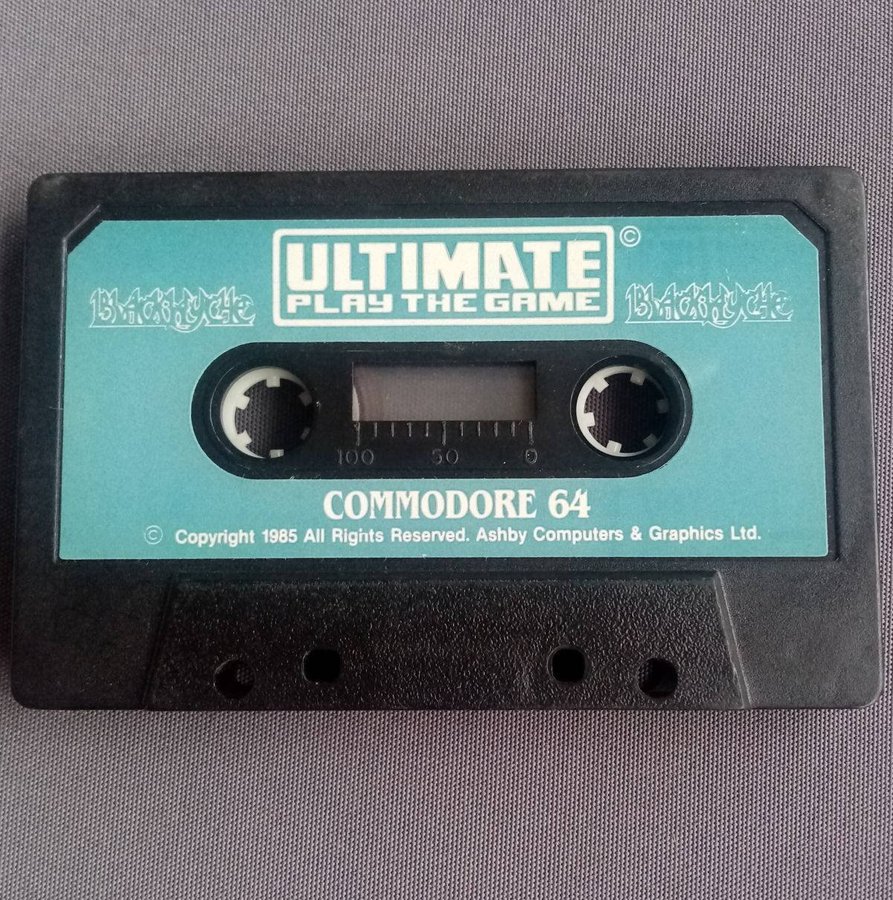 ULTIMATE ©
PLAY THE GAME
BLACKWYCHE BLACKWYCHE
100 50 0
COMMODORE 64
© Copyright 1985 All Rights Reserved. Ashby Computers & Graphics Ltd.